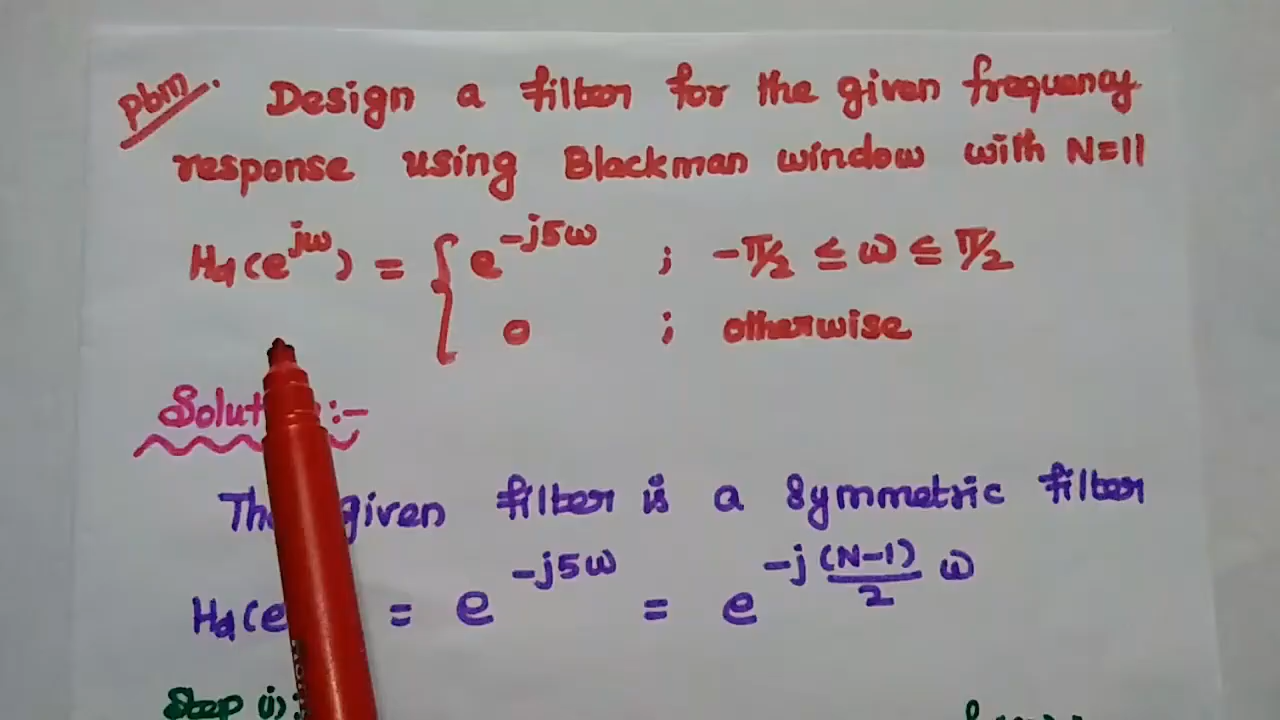 Pbm. Design a filter for the given frequency
response using Blackman window with N=11
Hd(e^jω) = { e^-j5ω ; -π/2 ≤ ω ≤ π/2
0 ; otherwise
:-
given filter is a symmetric filter
Hd(e = e^-j5ω = e^-j(N-1)/2 ω
Step (i):